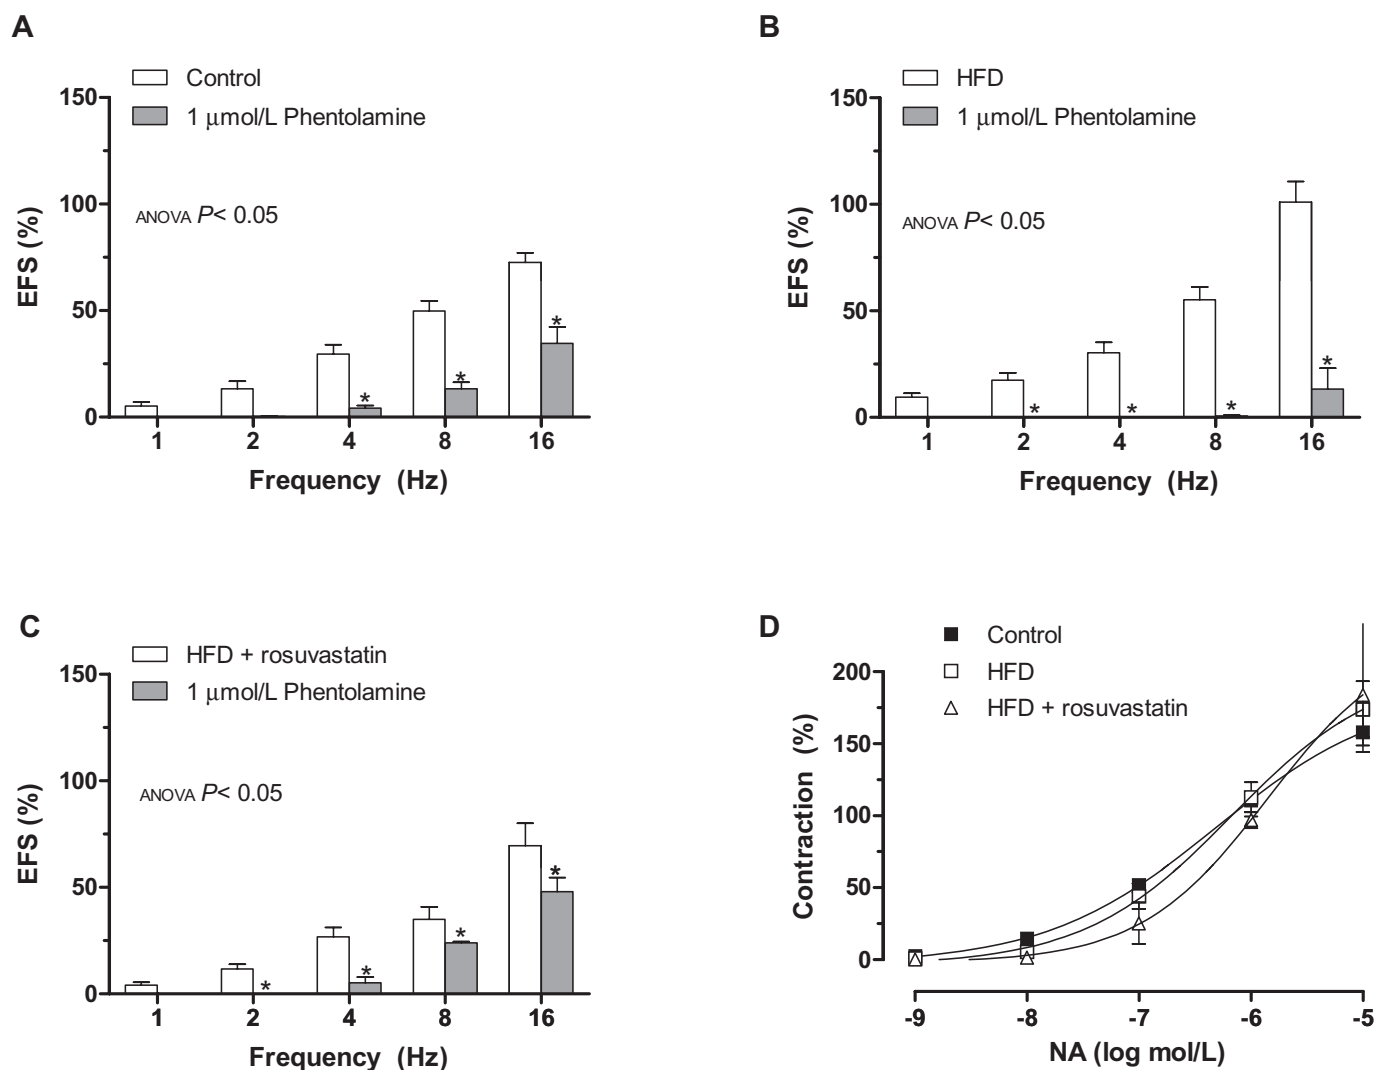 A
Control
1 μmol/L Phentolamine
150
100
50
0
EFS (%)
ANOVA P< 0.05
*
*
*
1
2
4
8
16
Frequency (Hz)
B
HFD
1 μmol/L Phentolamine
150
100
50
0
EFS (%)
ANOVA P< 0.05
*
*
*
*
1
2
4
8
16
Frequency (Hz)
C
HFD + rosuvastatin
1 μmol/L Phentolamine
150
100
50
0
EFS (%)
ANOVA P< 0.05
*
*
*
*
1
2
4
8
16
Frequency (Hz)
D
Control
HFD
HFD + rosuvastatin
200
150
100
50
0
Contraction (%)
-9
-8
-7
-6
-5
NA (log mol/L)